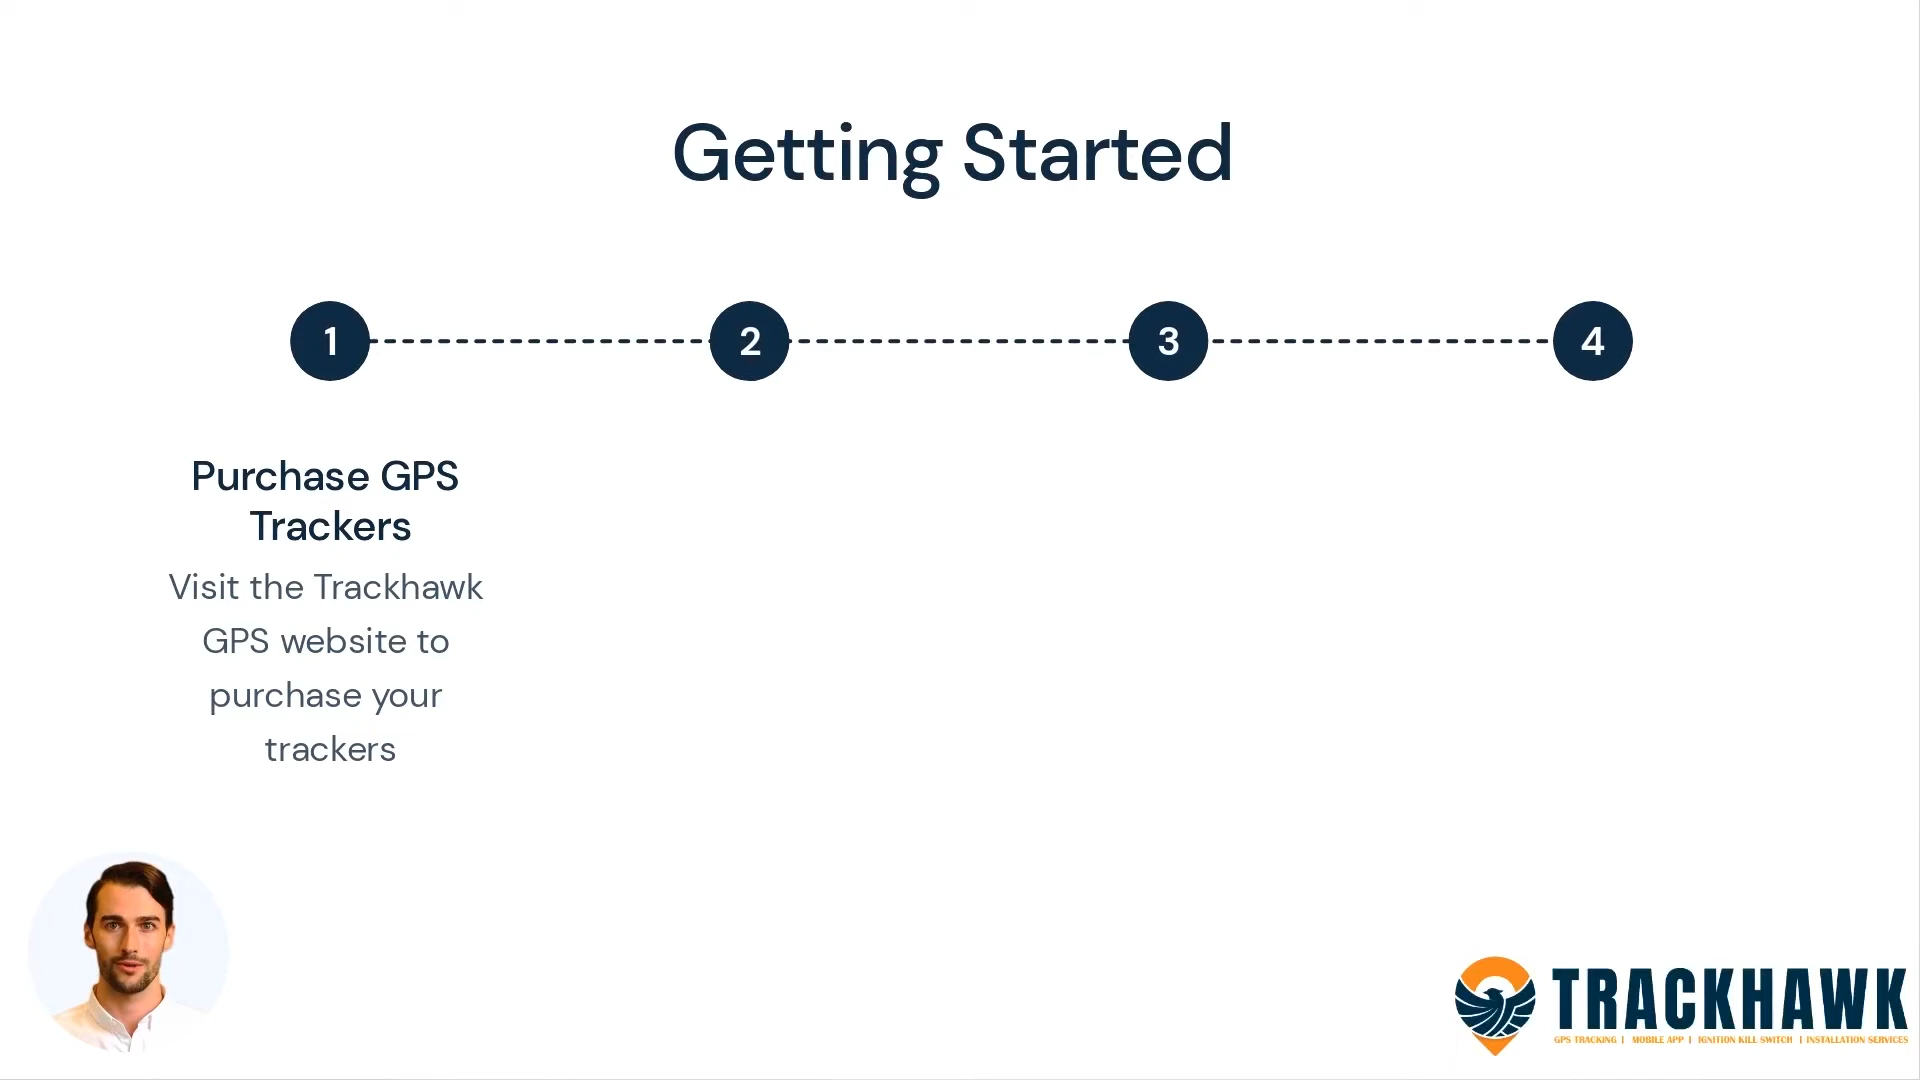 Getting Started
1
2
3
4
Purchase GPS
Trackers
Visit the Trackhawk
GPS website to
purchase your
trackers
TRACKHAWK
GPS TRACKING | MOBILE APP | IGNITION KILL SWITCH | INSTALLATION SERVICES